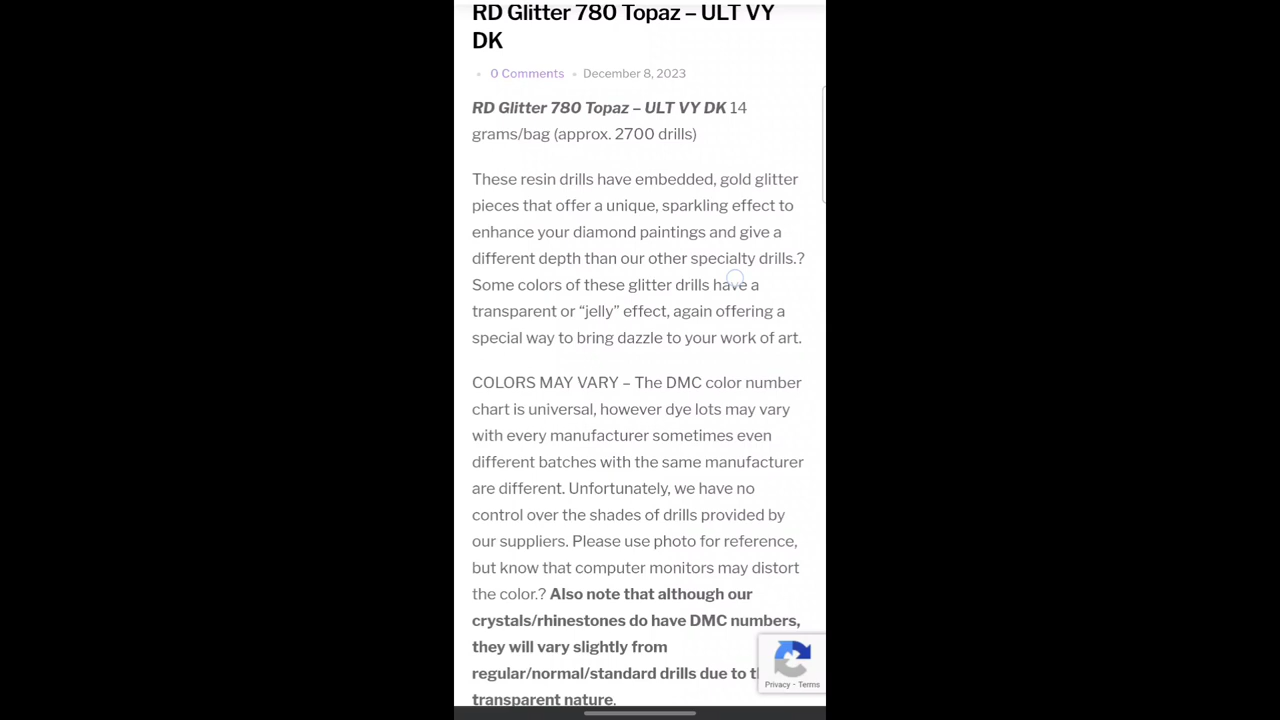 RD Glitter 780 Topaz – ULT VY
DK
0 Comments • December 8, 2023
RD Glitter 780 Topaz – ULT VY DK 14
grams/bag (approx. 2700 drills)
These resin drills have embedded, gold glitter
pieces that offer a unique, sparkling effect to
enhance your diamond paintings and give a
different depth than our other specialty drills.?
Some colors of these glitter drills have a
transparent or “jelly” effect, again offering a
special way to bring dazzle to your work of art.
COLORS MAY VARY – The DMC color number
chart is universal, however dye lots may vary
with every manufacturer sometimes even
different batches with the same manufacturer
are different. Unfortunately, we have no
control over the shades of drills provided by
our suppliers. Please use photo for reference,
but know that computer monitors may distort
the color.? Also note that although our
crystals/rhinestones do have DMC numbers,
they will vary slightly from
regular/normal/standard drills due to
transparent nature.
Privacy - Terms